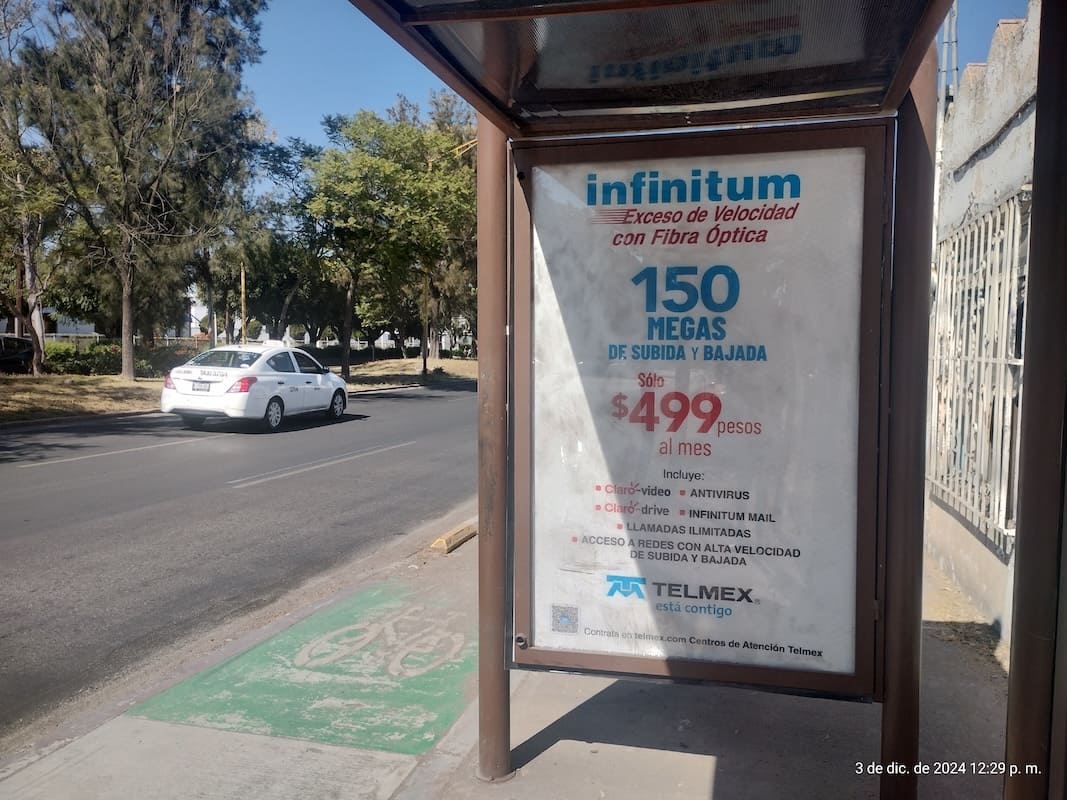 infinitum
Exceso de Velocidad
con Fibra Óptica
150
MEGAS
DE SUBIDA Y BAJADA
Sólo
$499 pesos
al mes
Incluye:
Claro-video ANTIVIRUS
Claro-drive INFINITUM MAIL
LLAMADAS ILIMITADAS
ACCESO A REDES CON ALTA VELOCIDAD
DE SUBIDA Y BAJADA
TELMEX®
está contigo
Contrata en telmex.com Centros de Atención Telmex
3 de dic. de 2024 12:29 p. m.